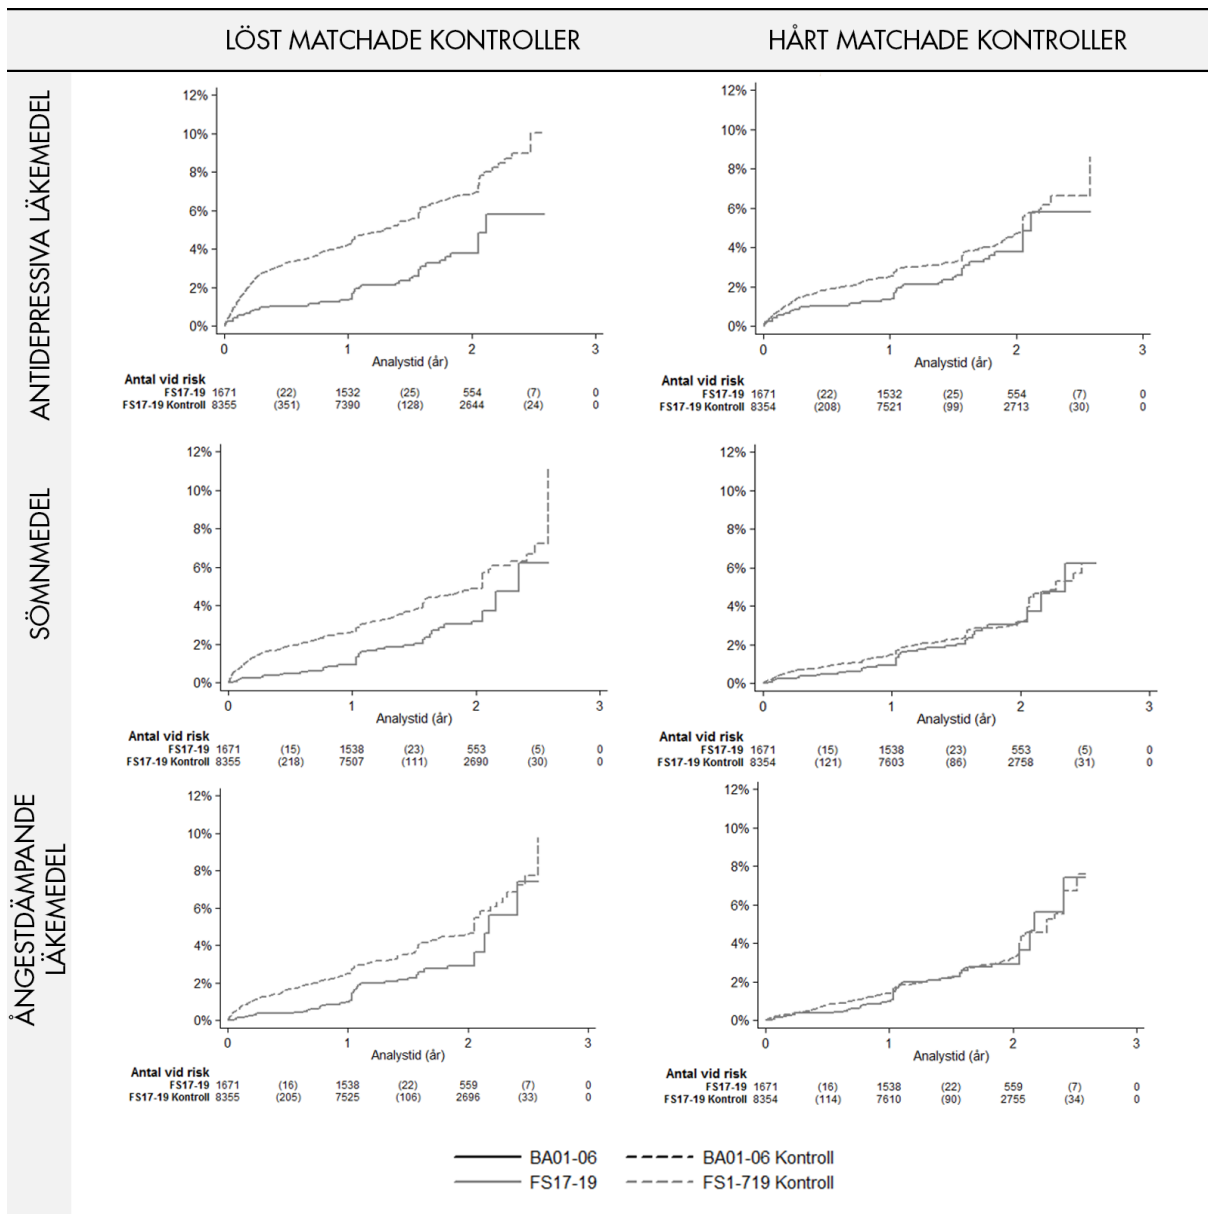 LÖST MATCHADE KONTROLLER
HÅRT MATCHADE KONTROLLER
ANTIDEPRESSIVA LÄKEMEDEL
12%
10%
8%
6%
4%
2%
0%
0 1 2 3
Analystid (år)
Antal vid risk
FS17-19 1671 (22) 1532 (25) 554 (7) 0
FS17-19 Kontroll 8355 (351) 7390 (128) 2644 (24) 0
12%
10%
8%
6%
4%
2%
0%
0 1 2 3
Analystid (år)
Antal vid risk
FS17-19 1671 (22) 1532 (25) 554 (7) 0
FS17-19 Kontroll 8354 (208) 7521 (99) 2713 (30) 0
SÖMNMEDEL
12%
10%
8%
6%
4%
2%
0%
0 1 2 3
Analystid (år)
Antal vid risk
FS17-19 1671 (15) 1538 (23) 553 (5) 0
FS17-19 Kontroll 8355 (218) 7507 (111) 2690 (30) 0
12%
10%
8%
6%
4%
2%
0%
0 1 2 3
Analystid (år)
Antal vid risk
FS17-19 1671 (15) 1538 (23) 553 (5) 0
FS17-19 Kontroll 8354 (121) 7603 (86) 2758 (31) 0
ÅNGESTDÄMPANDE
LÄKEMEDEL
12%
10%
8%
6%
4%
2%
0%
0 1 2 3
Analystid (år)
Antal vid risk
FS17-19 1671 (16) 1538 (22) 559 (7) 0
FS17-19 Kontroll 8355 (205) 7525 (106) 2696 (33) 0
12%
10%
8%
6%
4%
2%
0%
0 1 2 3
Analystid (år)
Antal vid risk
FS17-19 1671 (16) 1538 (22) 559 (7) 0
FS17-19 Kontroll 8354 (114) 7610 (90) 2755 (34) 0
BA01-06 BA01-06 Kontroll
FS17-19 FS1-719 Kontroll